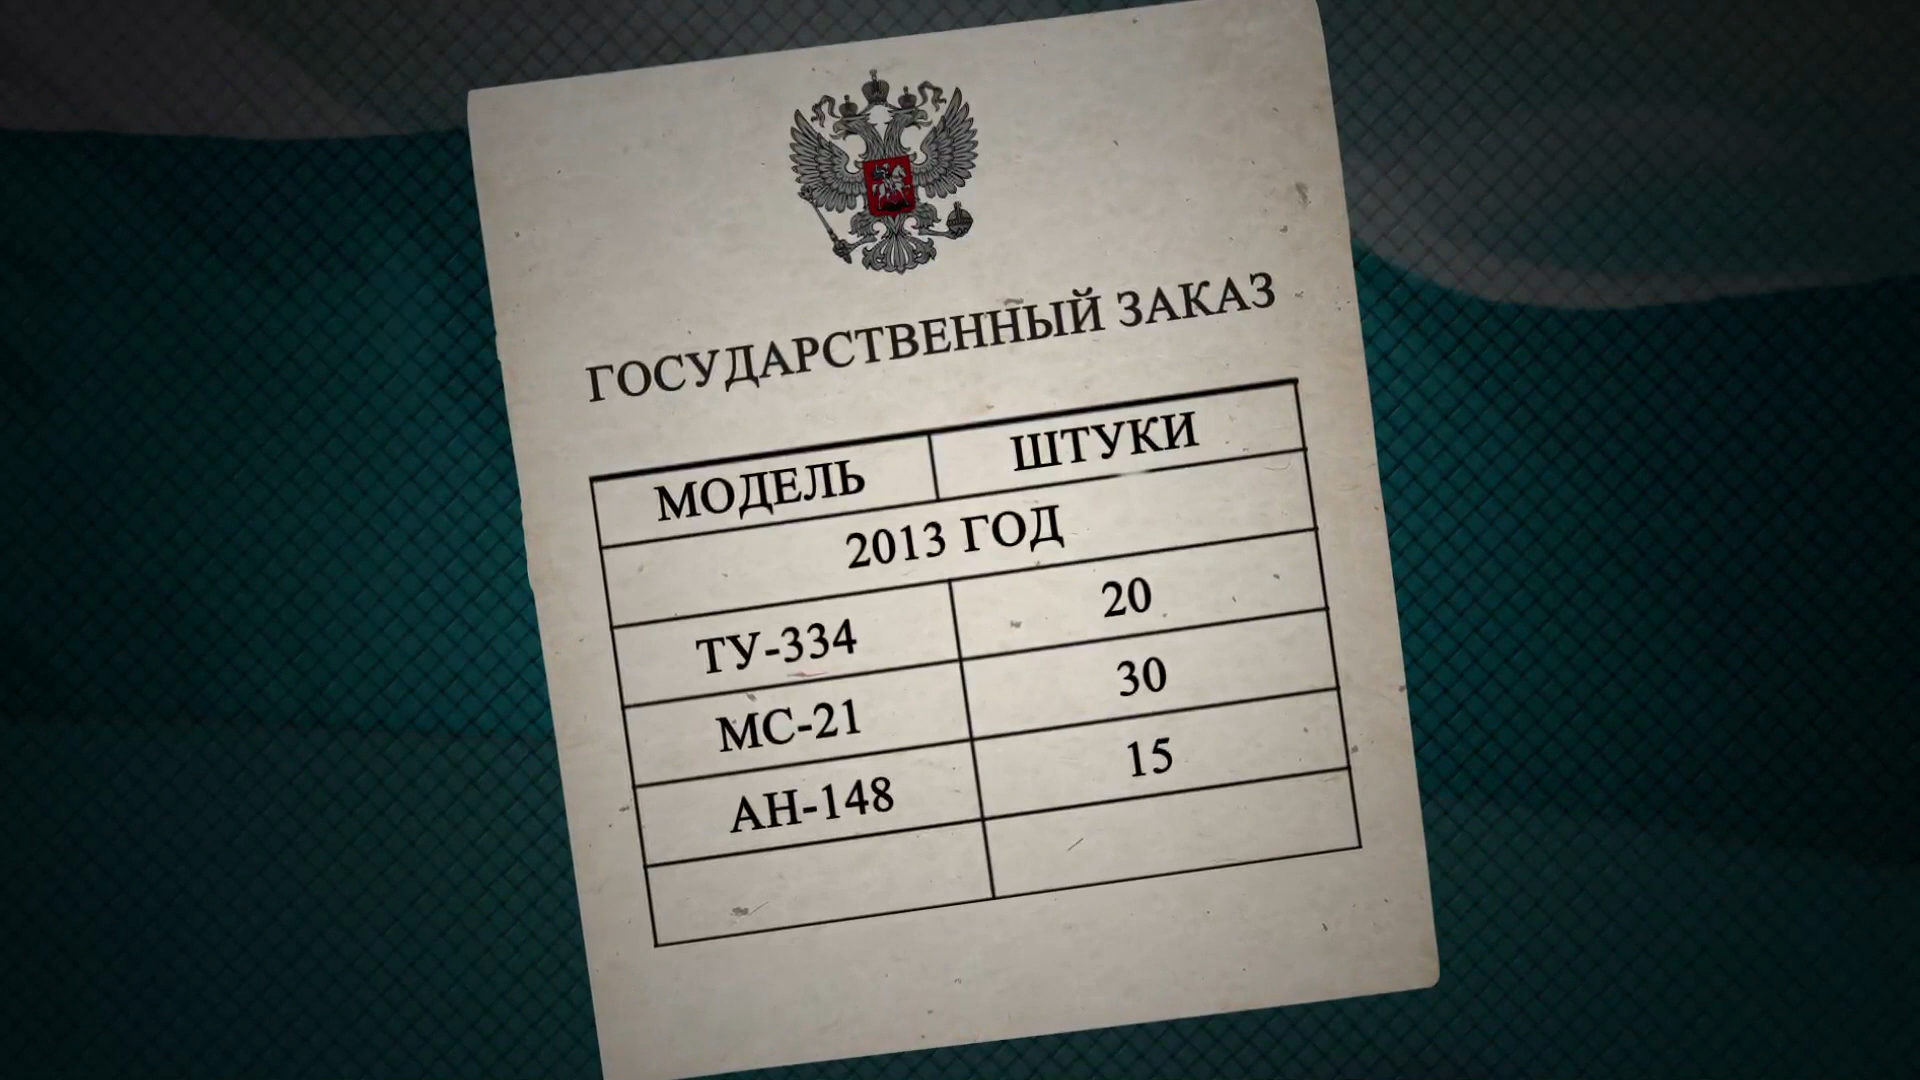 ГОСУДАРСТВЕННЫЙ ЗАКАЗ
МОДЕЛЬ ШТУКИ
2013 ГОД
ТУ-334 20
МС-21 30
АН-148 15